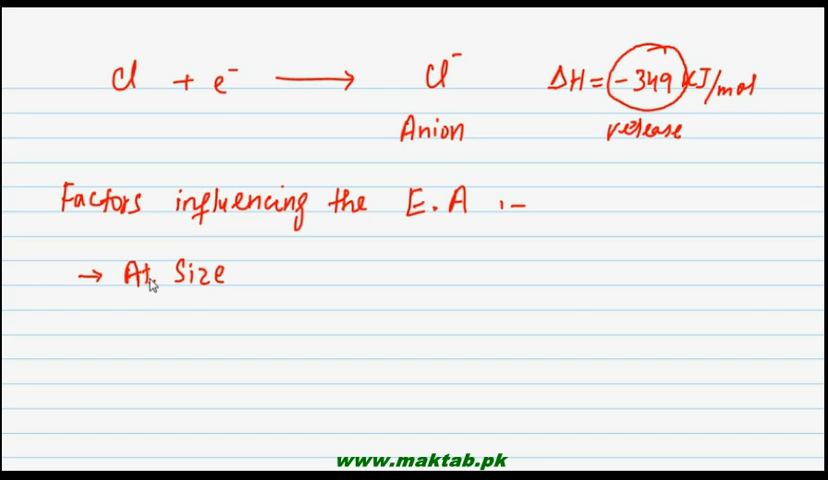 Cl + e⁻ ⟶ Cl⁻ ΔH = -349 KJ/mol
Anion release
Factors influencing the E.A :-
→ At. Size
www.maktab.pk